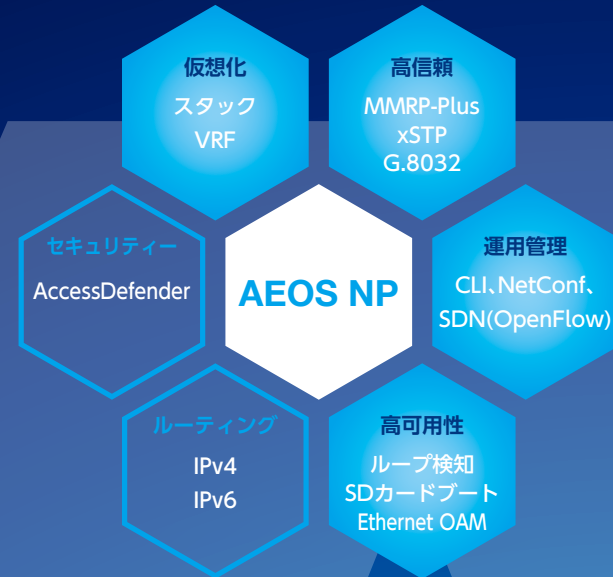 仮想化
スタック
VRF
高信頼
MMRP-Plus
xSTP
G.8032
セキュリティー
AccessDefender
AEOS NP
運用管理
CLI、NetConf、
SDN(OpenFlow)
ルーティング
IPv4
IPv6
高可用性
ループ検知
SDカードブート
Ethernet OAM